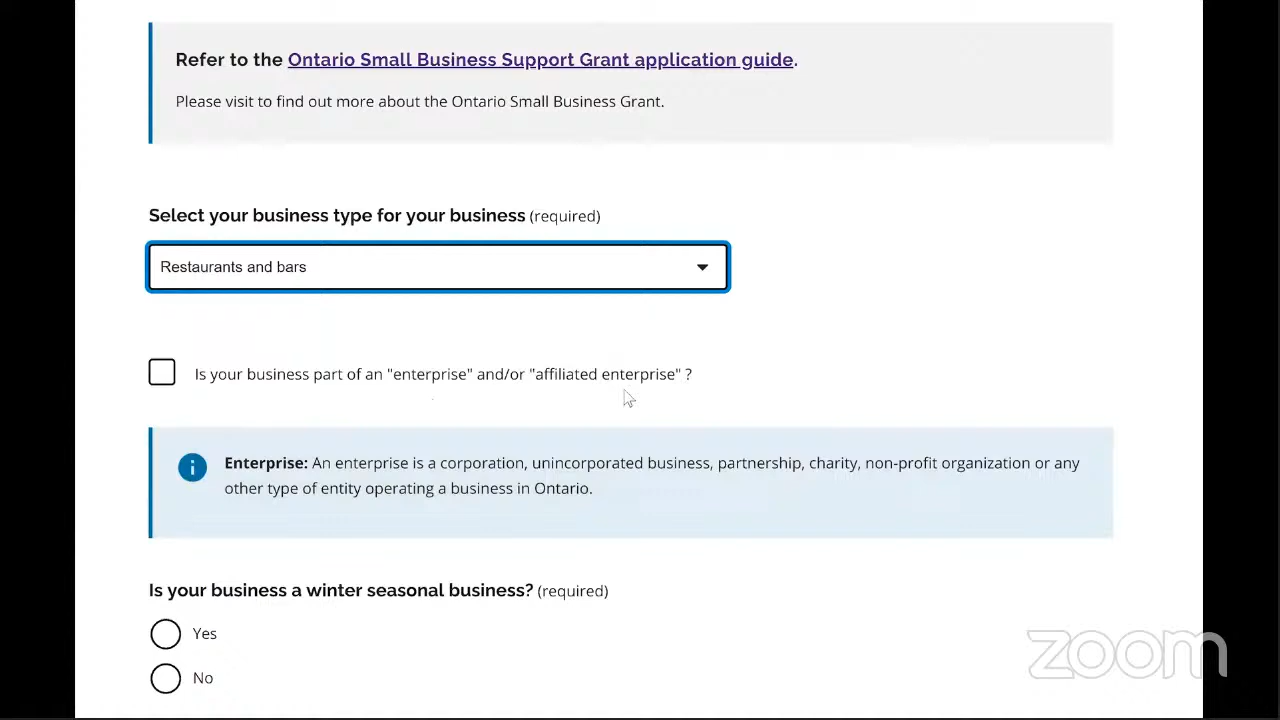 Refer to the Ontario Small Business Support Grant application guide.
Please visit to find out more about the Ontario Small Business Grant.
Select your business type for your business (required)
Restaurants and bars
Is your business part of an "enterprise" and/or "affiliated enterprise" ?
Enterprise: An enterprise is a corporation, unincorporated business, partnership, charity, non-profit organization or any
other type of entity operating a business in Ontario.
Is your business a winter seasonal business? (required)
Yes
No
zoom